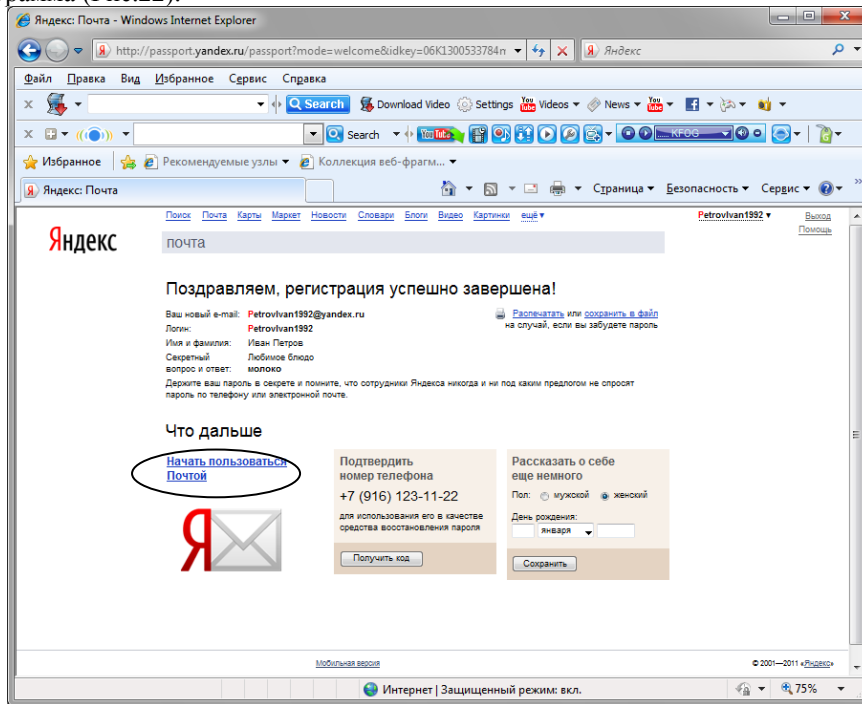 рамма (Рис.22).
Яндекс: Почта - Windows Internet Explorer
http://passport.yandex.ru/passport?mode=welcome&idkey=06K1300533784n
Яндекс
Файл Правка Вид Избранное Сервис Справка
Search Download Video Settings Videos News
Search KFOG
Избранное Рекомендуемые узлы Коллекция веб-фрагм...
Яндекс: Почта Страница Безопасность Сервис
Поиск Почта Карты Маркет Новости Словари Блоги Видео Картинки ещё PetrovIvan1992 Выход
Помощь
Яндекс почта
Поздравляем, регистрация успешно завершена!
Ваш новый e-mail: PetrovIvan1992@yandex.ru
Логин: PetrovIvan1992
Имя и фамилия: Иван Петров
Секретный вопрос и ответ: Любимое блюдо
молоко
Распечатать или сохранить в файл
на случай, если вы забудете пароль
Держите ваш пароль в секрете и помните, что сотрудники Яндекса никогда и ни под каким предлогом не спросят
пароль по телефону или электронной почте.
Что дальше
Начать пользоваться
Почтой
Я
Подтвердить
номер телефона
+7 (916) 123-11-22
для использования его в качестве
средства восстановления пароля
Получить код
Рассказать о себе
еще немного
Пол: мужской женский
День рождения:
января
Сохранить
Мобильная версия
© 2001—2011 «Яндекс»
Интернет | Защищенный режим: вкл.
75%